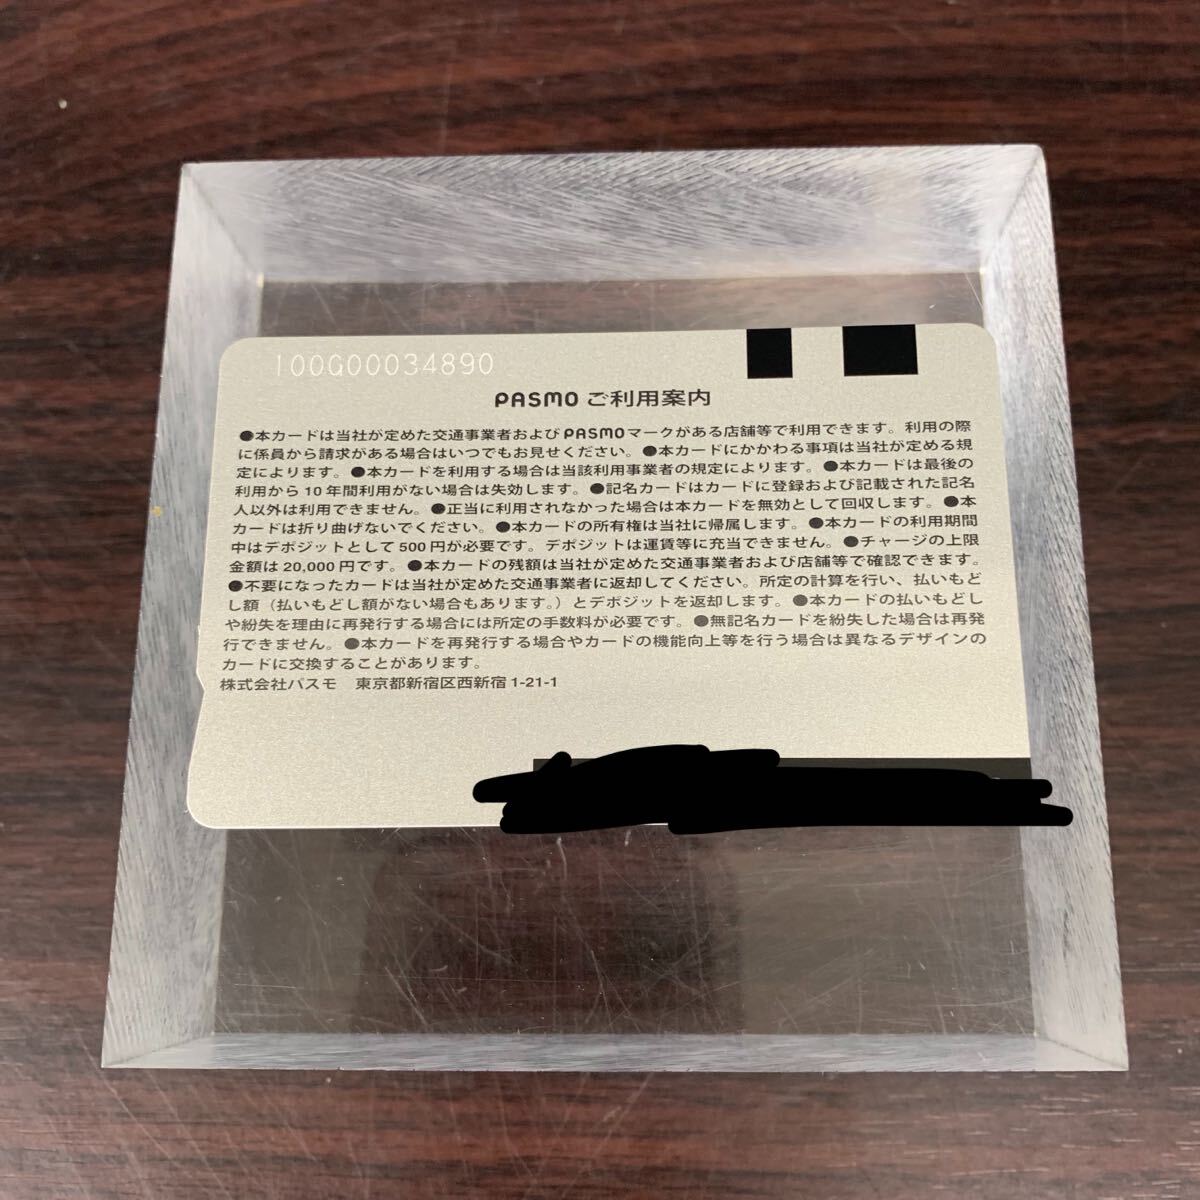 100G00034890
PASMO ご利用案内
●本カードは当社が定めた交通事業者およびPASMOマークがある店舗等で利用できます。利用の際
に係員から請求がある場合はいつでもお見せください。●本カードにかかわる事項は当社が定める規
定によります。●本カードを利用する場合は当該利用事業者の規定によります。●本カードは最後の
利用から10年間利用がない場合は失効します。●記名カードはカードに登録および記載された記名
人以外は利用できません。●正当に利用されなかった場合は本カードを無効として回収します。●本
カードは折り曲げないでください。●本カードの所有権は当社に帰属します。●本カードの利用期間
中はデポジットとして500円が必要です。デポジットは運賃等に充当できません。●チャージの上限
金額は20,000円です。●本カードの残額は当社が定めた交通事業者および店舗等で確認できます。
●不要になったカードは当社が定めた交通事業者に返却してください。所定の計算を行い、払いもど
し額（払いもどし額がない場合もあります。）とデポジットを返却します。●本カードの払いもどし
や紛失を理由に再発行する場合には所定の手数料が必要です。●無記名カードを紛失した場合は再発
行できません。●本カードを再発行する場合やカードの機能向上等を行う場合は異なるデザインの
カードに交換することがあります。
株式会社パスモ 東京都新宿区西新宿1-21-1